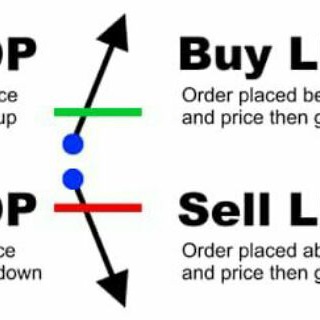 OP
ce
up
Buy L
Order placed be
and price then g
OP
ce
down
Sell L
Order placed ab
and price then g